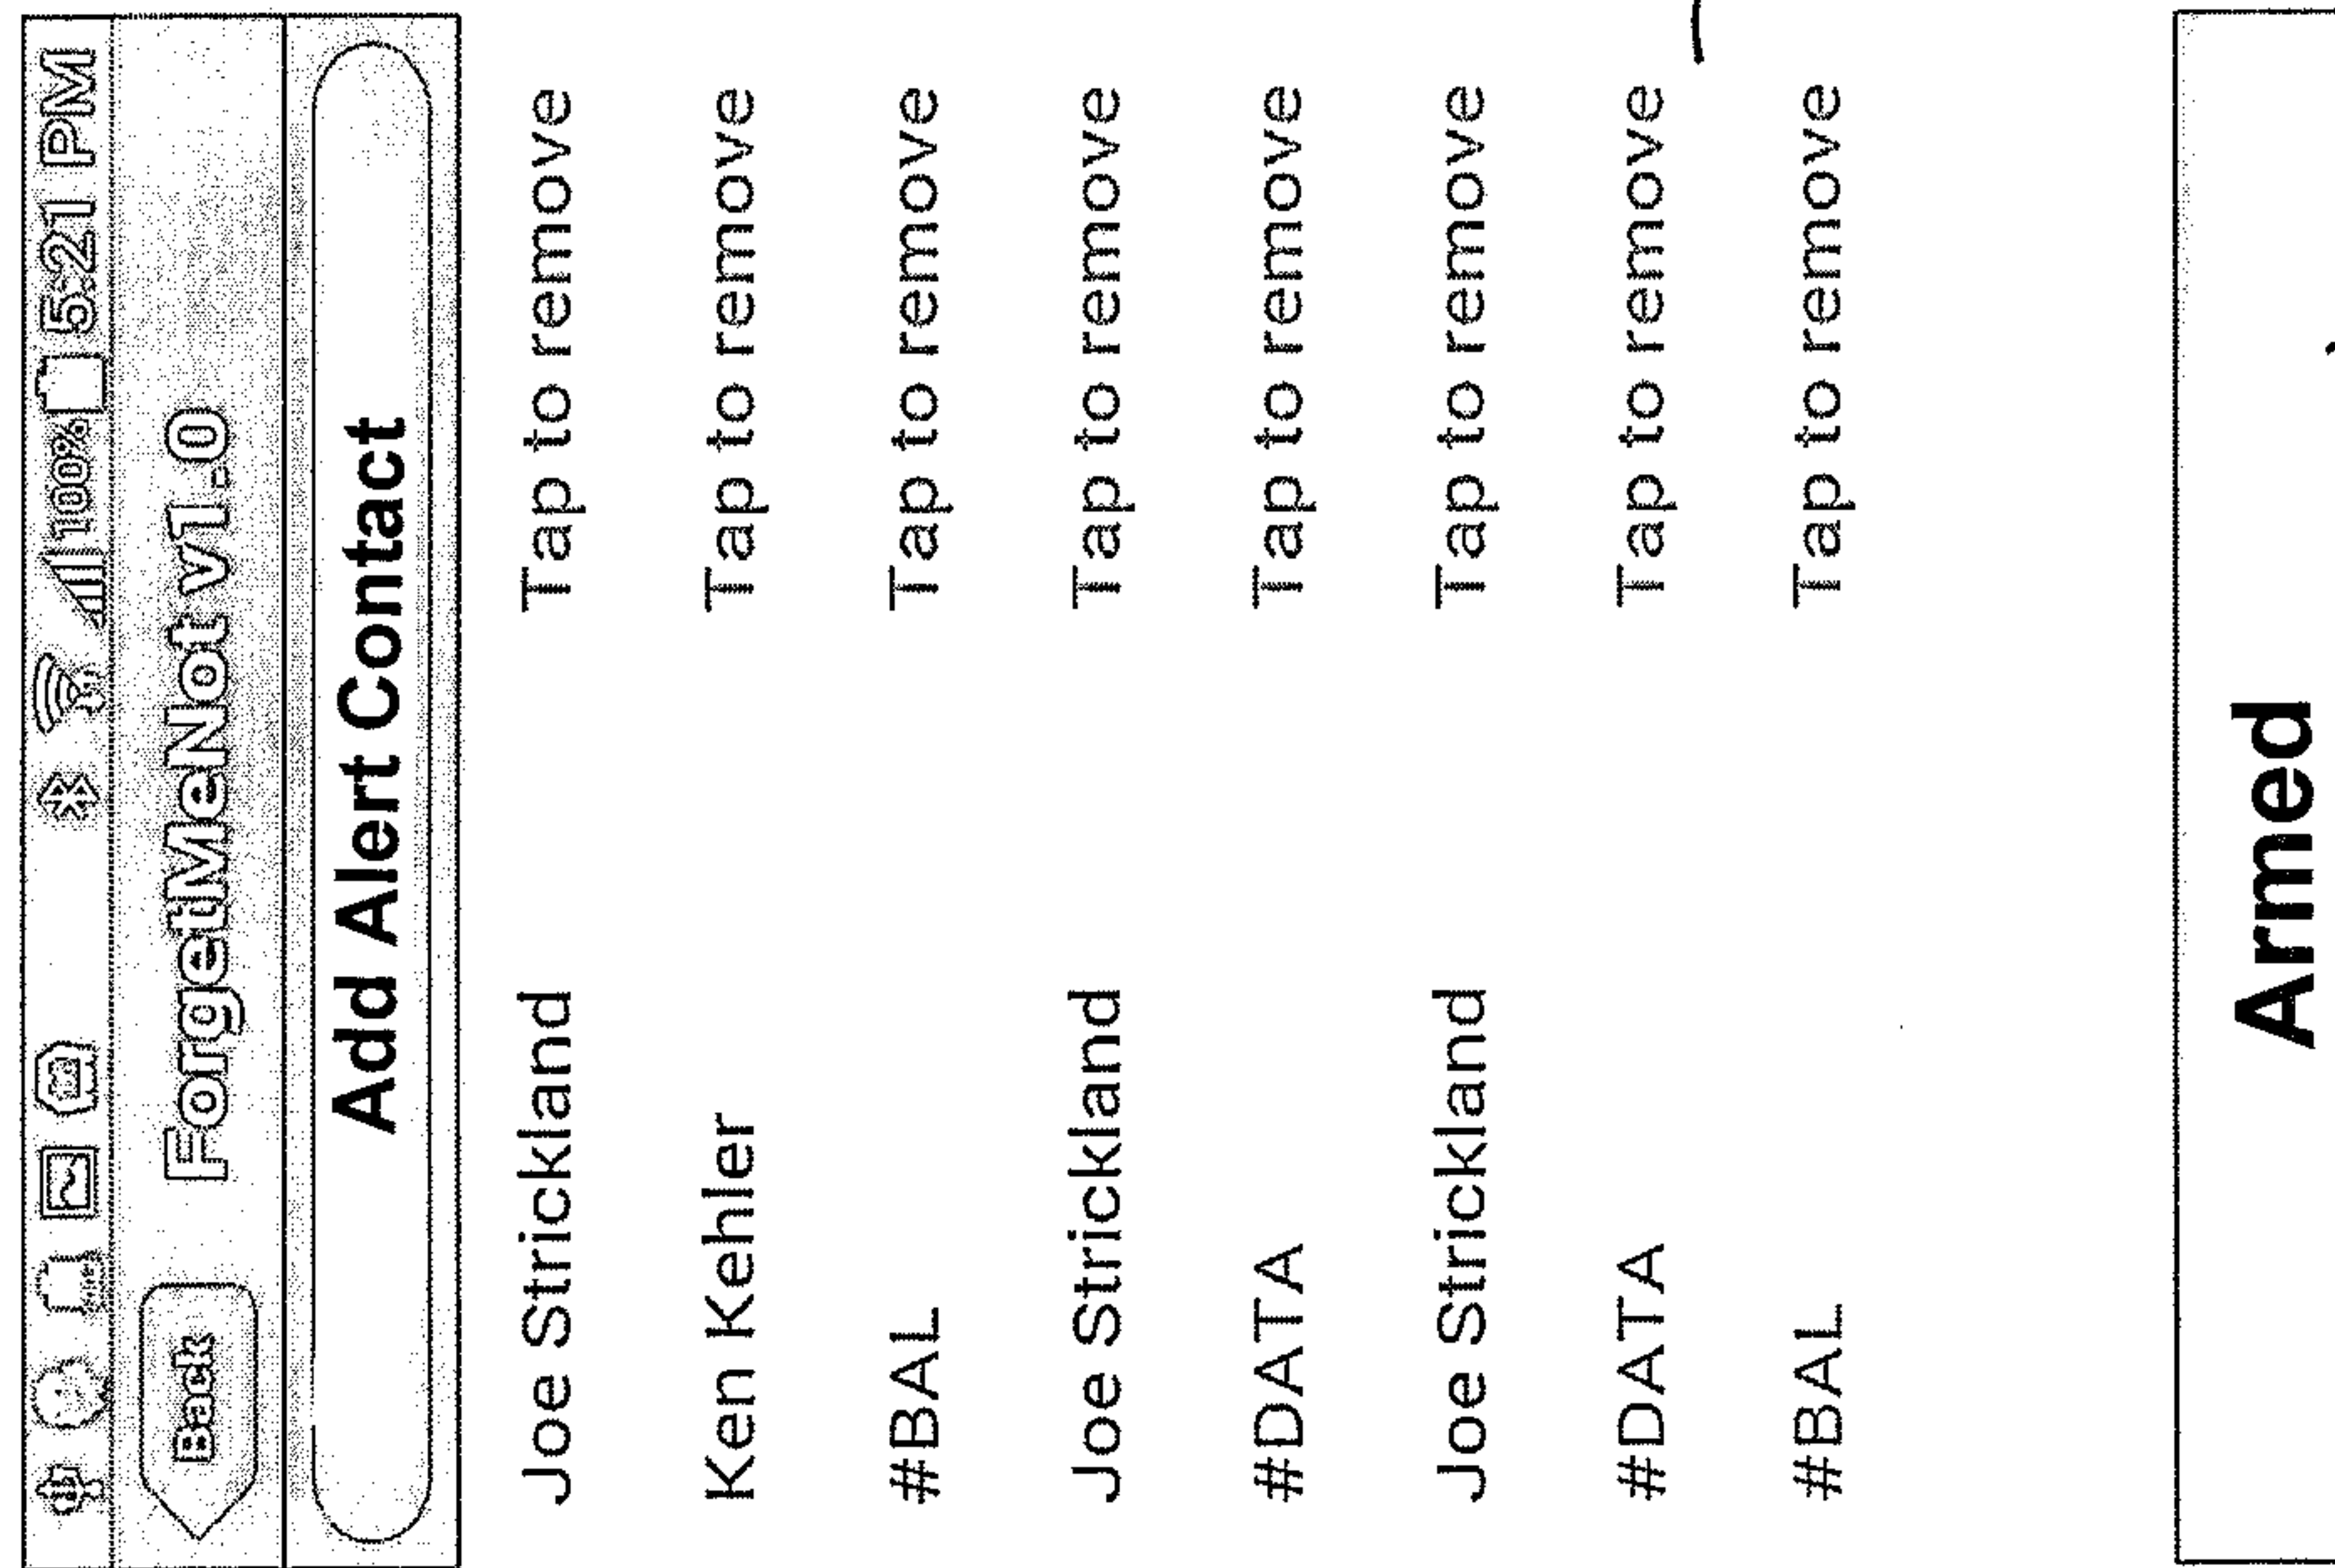 100% 5:21 PM
Back ForgetMeNot v1.0
Add Alert Contact
Joe Strickland Tap to remove
Ken Kehler Tap to remove
#BAL Tap to remove
Joe Strickland Tap to remove
#DATA Tap to remove
Joe Strickland Tap to remove
#DATA Tap to remove
#BAL Tap to remove
Armed